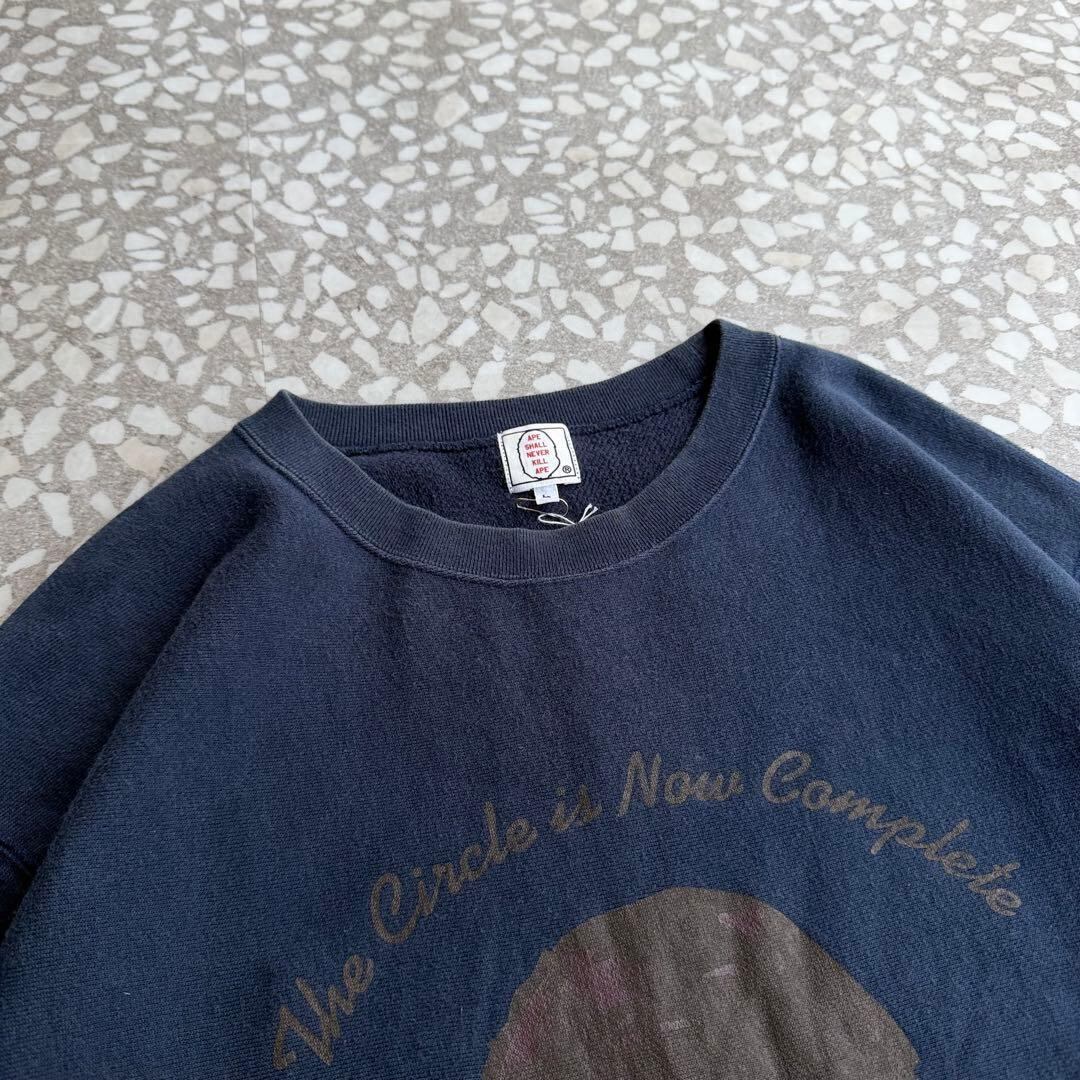 APE
SHALL
NEVER
KILL
APE
®
L
The Circle is Now Complete